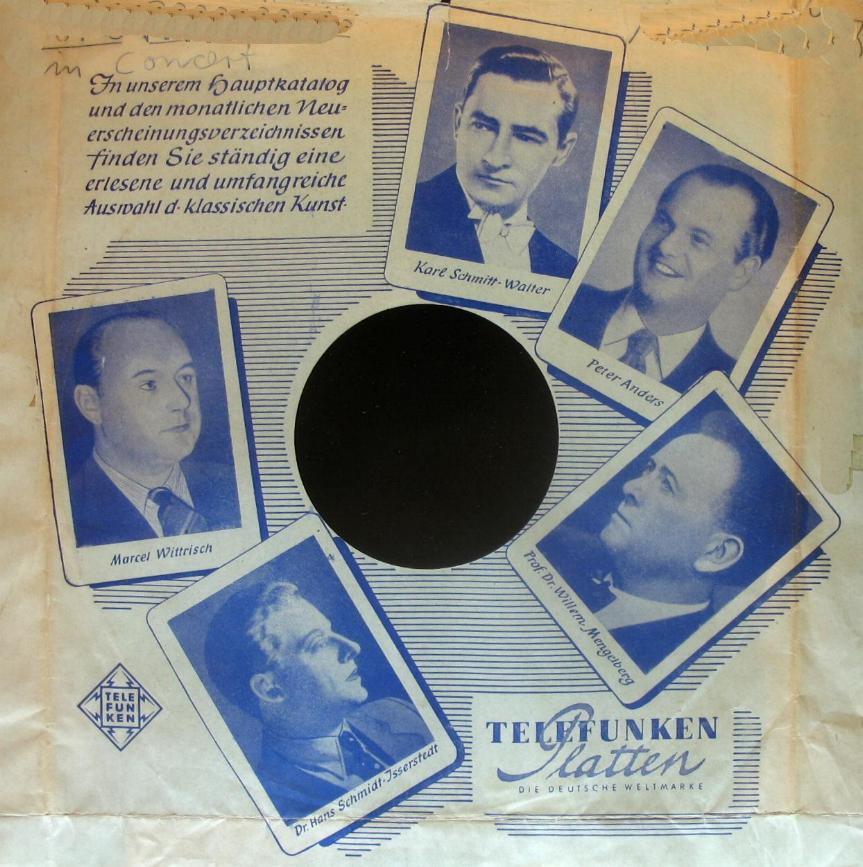 in Concert
In unserem Hauptkatalog
und den monatlichen Neu=
erscheinungsverzeichnissen
finden Sie ständig eine
erlesene und umfangreiche
Auswahl d. klassischen Kunst.
Karl Schmitt-Walter
Peter Anders
Marcel Wittrisch
Prof. Dr. Willem Mengelberg
Dr. Hans Schmidt-Isserstedt
TELE
FUN
KEN
TELEFUNKEN
Platten
DIE DEUTSCHE WELTMARKE